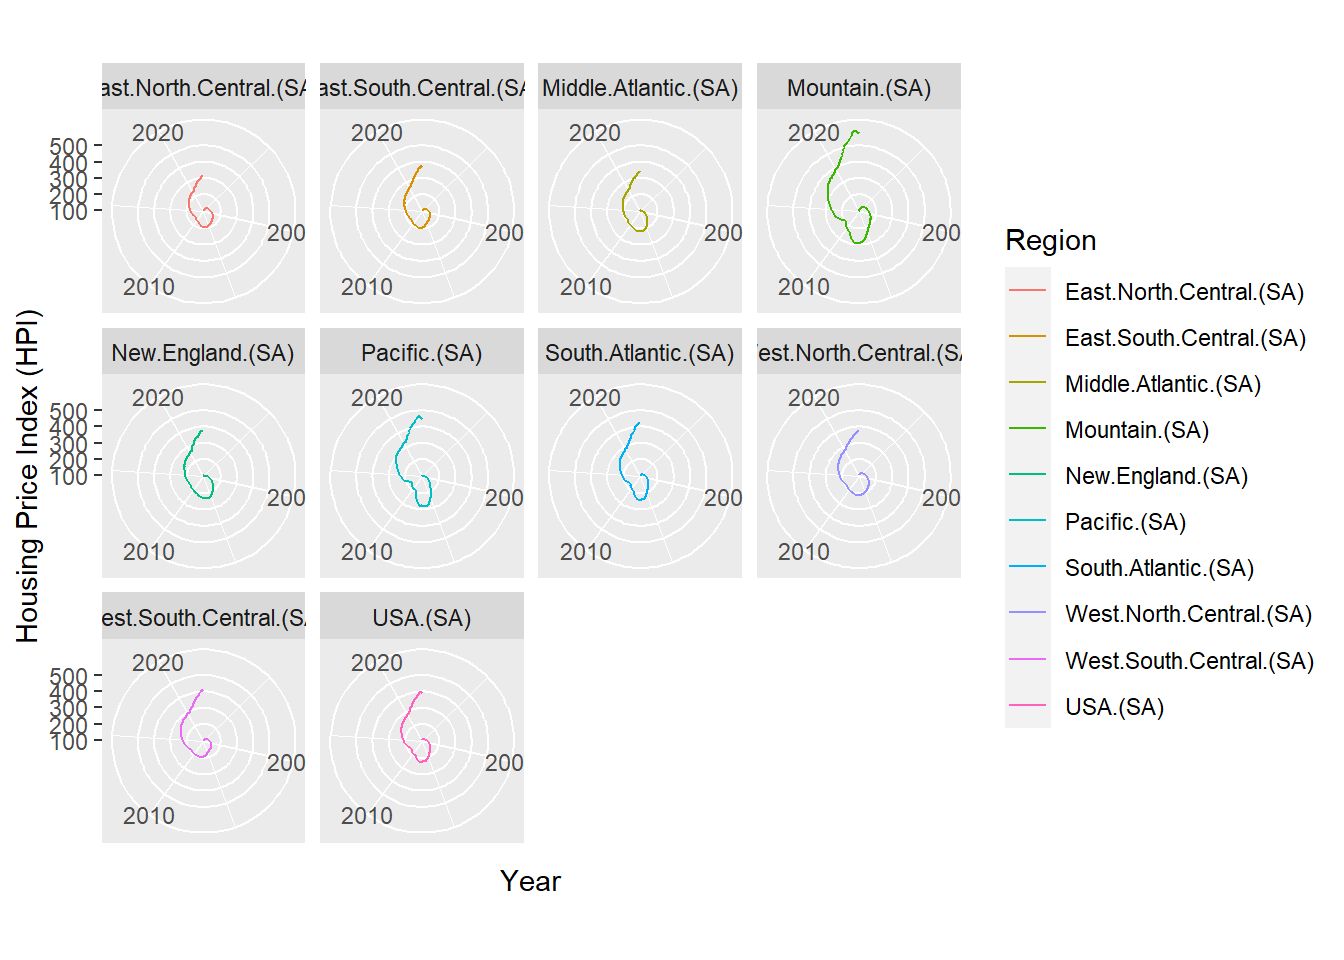 ast.North.Central.(SA
ast.South.Central.(SA
Middle.Atlantic.(SA)
Mountain.(SA)
2020
2020
2020
2020
500
400
300
200
100
200
200
200
200
2010
2010
2010
2010
Housing Price Index (HPI)
New.England.(SA)
Pacific.(SA)
South.Atlantic.(SA)
est.North.Central.(SA
2020
2020
2020
2020
500
400
300
200
100
200
200
200
200
2010
2010
2010
2010
est.South.Central.(SA
USA.(SA)
2020
2020
500
400
300
200
100
200
200
2010
2010
Year
Region
East.North.Central.(SA)
East.South.Central.(SA)
Middle.Atlantic.(SA)
Mountain.(SA)
New.England.(SA)
Pacific.(SA)
South.Atlantic.(SA)
West.North.Central.(SA)
West.South.Central.(SA)
USA.(SA)